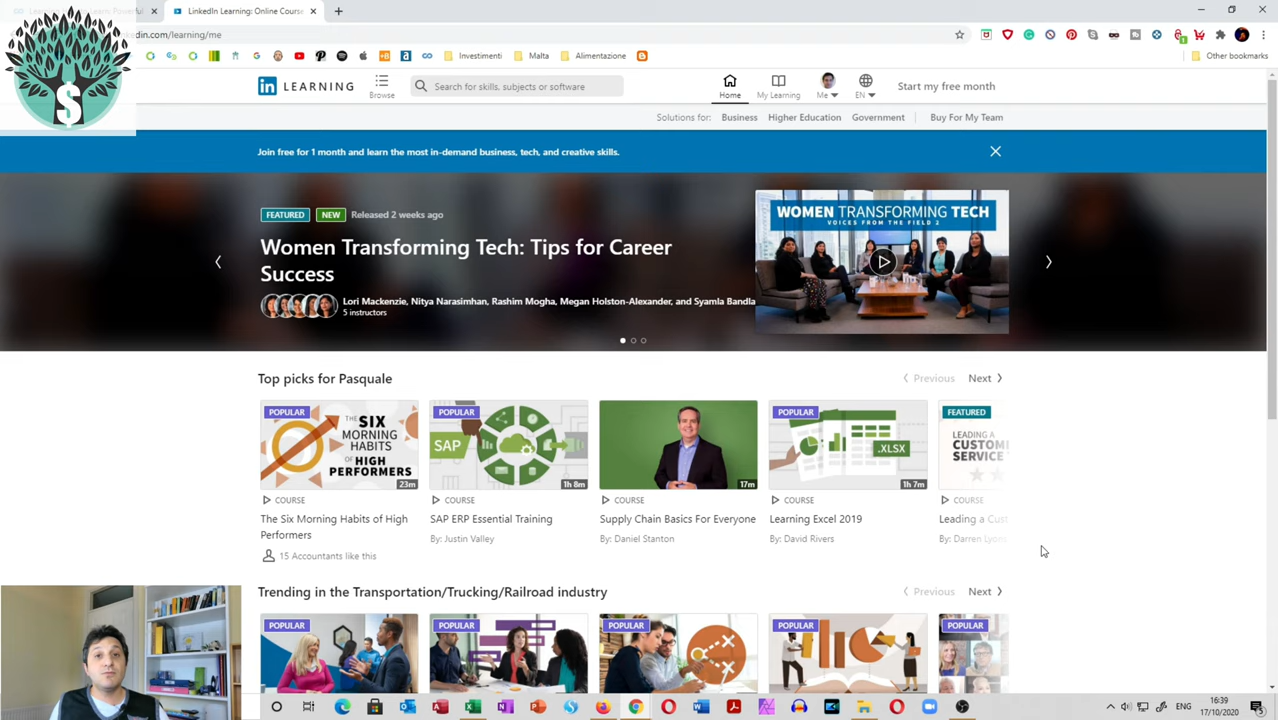 LinkedIn Learning: Online Cours
edin.com/learning/me
Investimenti
Malta
Alimentazione
Other bookmarks
in LEARNING
Browse
Search for skills, subjects or software
Home
My Learning
Me
EN
Start my free month
Solutions for:
Business
Higher Education
Government
Buy For My Team
Join free for 1 month and learn the most in-demand business, tech, and creative skills.
FEATURED
NEW
Released 2 weeks ago
Women Transforming Tech: Tips for Career
Success
Lori Mackenzie, Nitya Narasimhan, Rashim Mogha, Megan Holston-Alexander, and Syamla Bandla
5 instructors
WOMEN TRANSFORMING TECH
VOICES FROM THE FIELD 2
Top picks for Pasquale
Previous
Next
POPULAR
THE SIX
MORNING
HABITS
OF HIGH
PERFORMERS
23m
POPULAR
SAP
1h 8m
17m
POPULAR
.XLSX
1h 7m
FEATURED
LEADING A
CUSTOM
SERVICE
COURSE
The Six Morning Habits of High
Performers
15 Accountants like this
COURSE
SAP ERP Essential Training
By: Justin Valley
COURSE
Supply Chain Basics For Everyone
By: Daniel Stanton
COURSE
Learning Excel 2019
By: David Rivers
COURSE
Leading a Cust
By: Darren Lyons
Trending in the Transportation/Trucking/Railroad industry
Previous
Next
POPULAR
POPULAR
POPULAR
POPULAR
POPULAR
ENG
16:39
17/10/2020